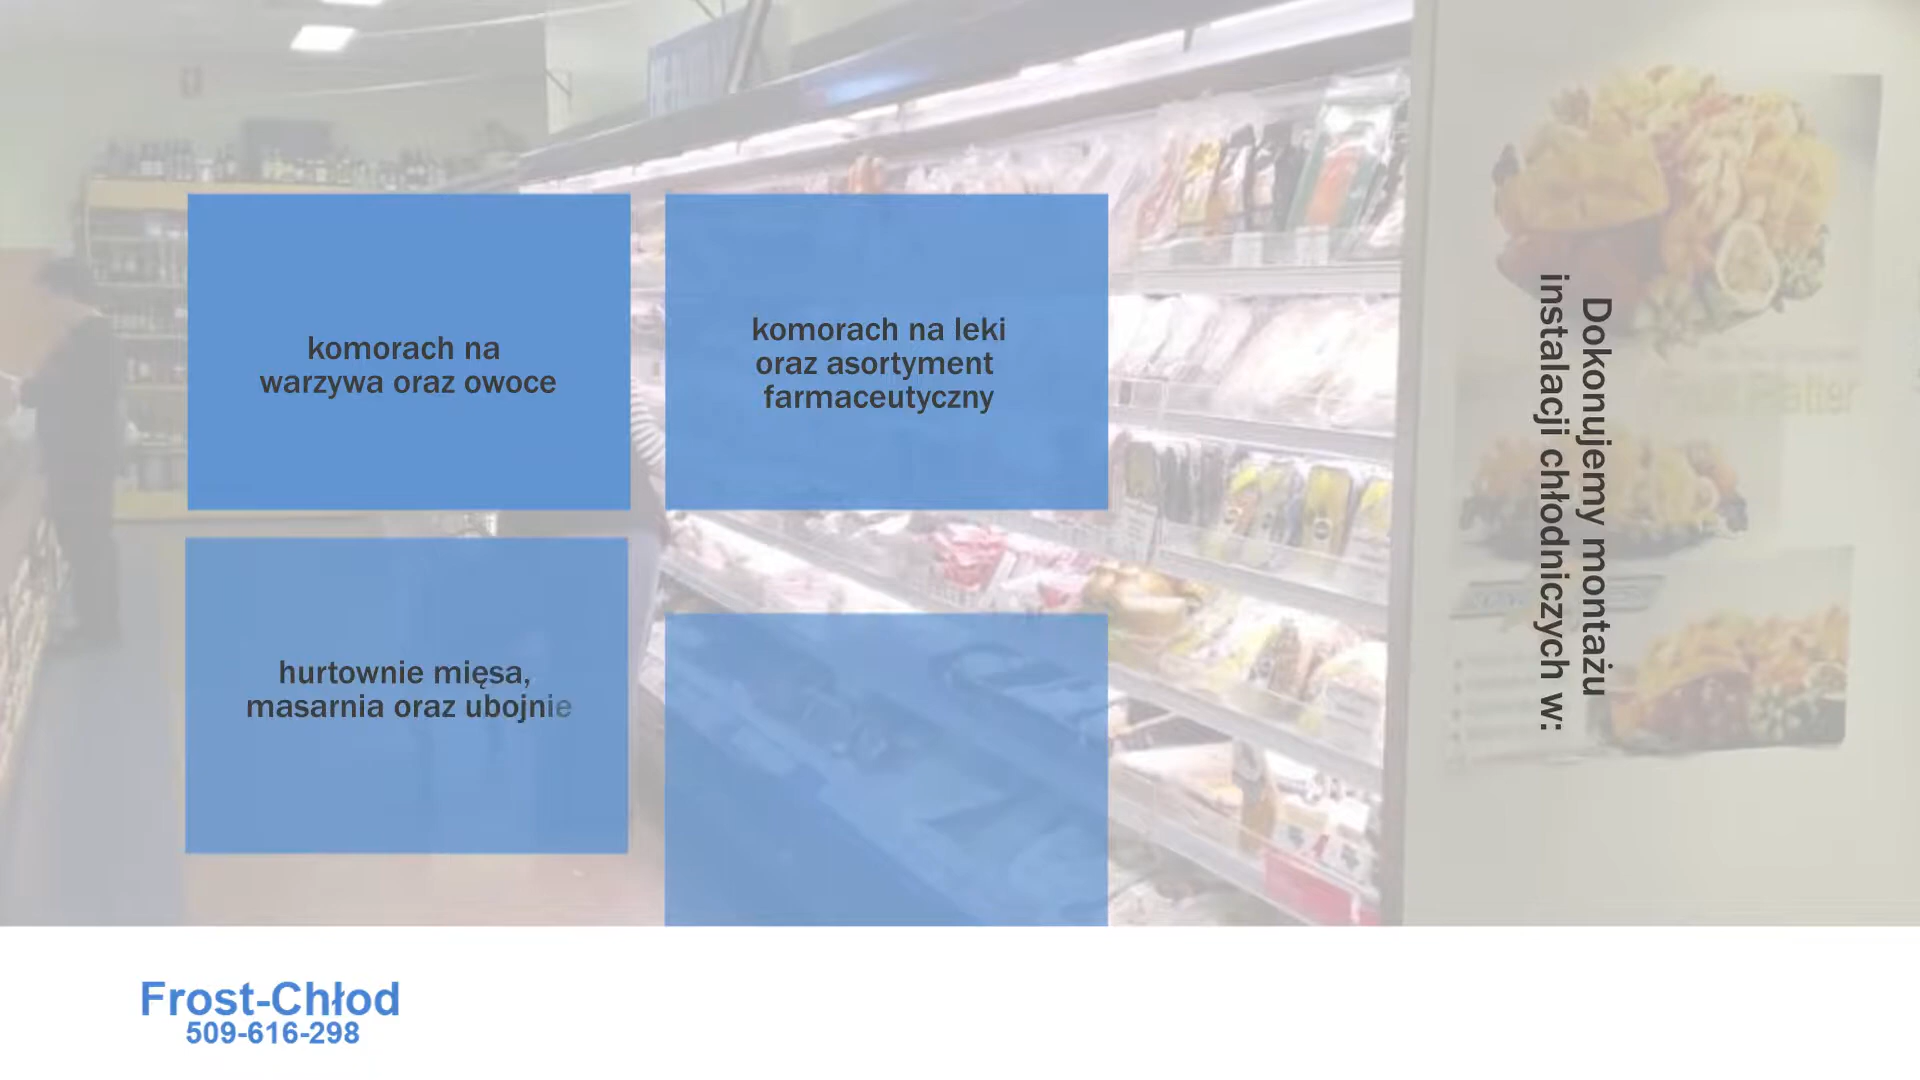 komorach na
warzywa oraz owoce
komorach na leki
oraz asortyment
farmaceutyczny
hurtownie mięsa,
masarnia oraz ubojnie
Dokonujemy montażu
instalacji chłodniczych w:
Frost-Chłod
509-616-298